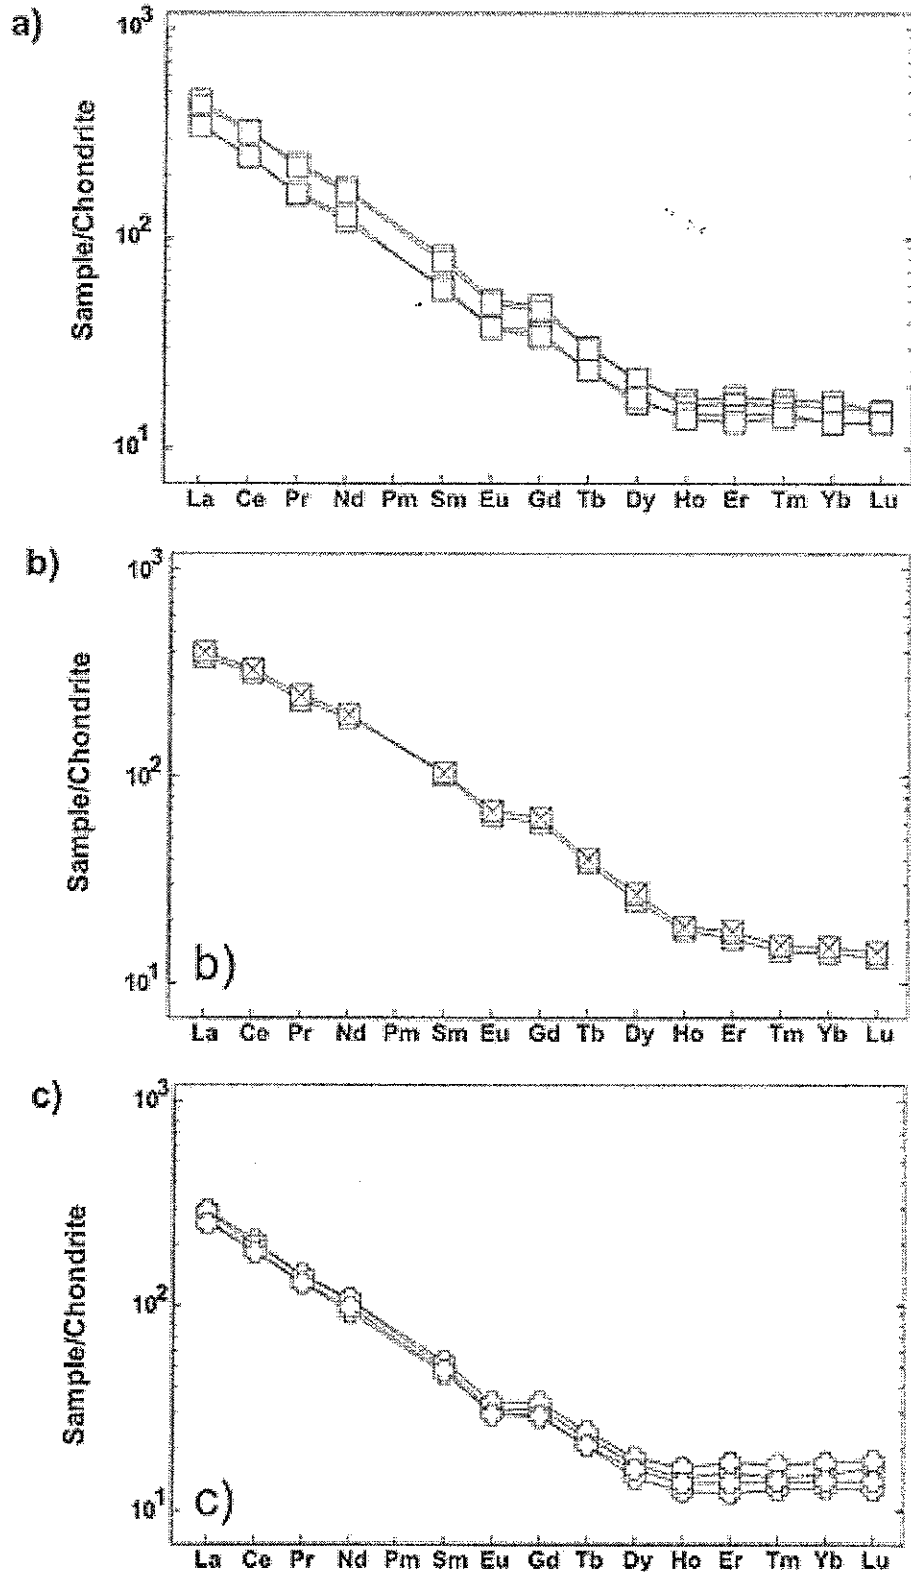 a)
10³
Sample/Chondrite
10²
10¹
La Ce Pr Nd Pm Sm Eu Gd Tb Dy Ho Er Tm Yb Lu
b)
10³
Sample/Chondrite
10²
b)
10¹
La Ce Pr Nd Pm Sm Eu Gd Tb Dy Ho Er Tm Yb Lu
c)
10³
Sample/Chondrite
10²
c)
10¹
La Ce Pr Nd Pm Sm Eu Gd Tb Dy Ho Er Tm Yb Lu